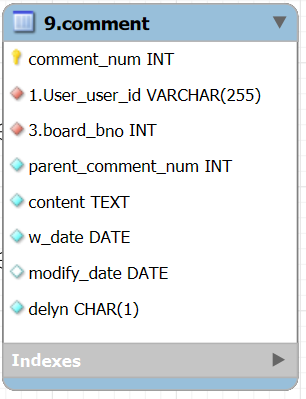 9.comment
comment_num INT
1.User_user_id VARCHAR(255)
3.board_bno INT
parent_comment_num INT
content TEXT
w_date DATE
modify_date DATE
delyn CHAR(1)
Indexes